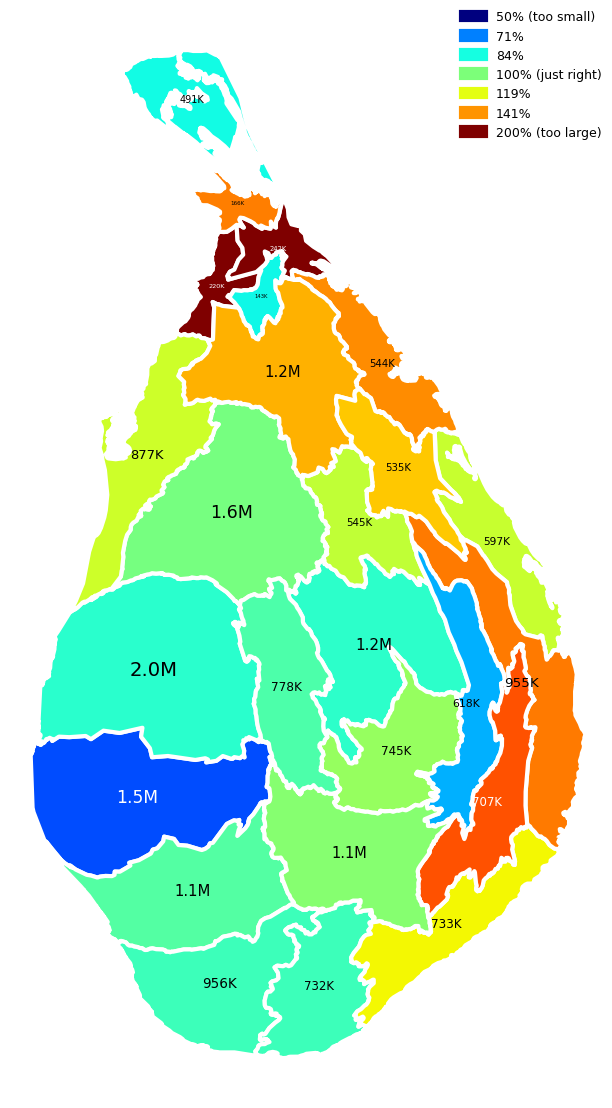 50% (too small)
71%
84%
100% (just right)
119%
141%
200% (too large)
491K
166K
242K
220K
143K
1.2M
544K
877K
535K
1.6M
545K
597K
2.0M
1.2M
778K
955K
618K
745K
1.5M
707K
1.1M
1.1M
733K
956K
732K